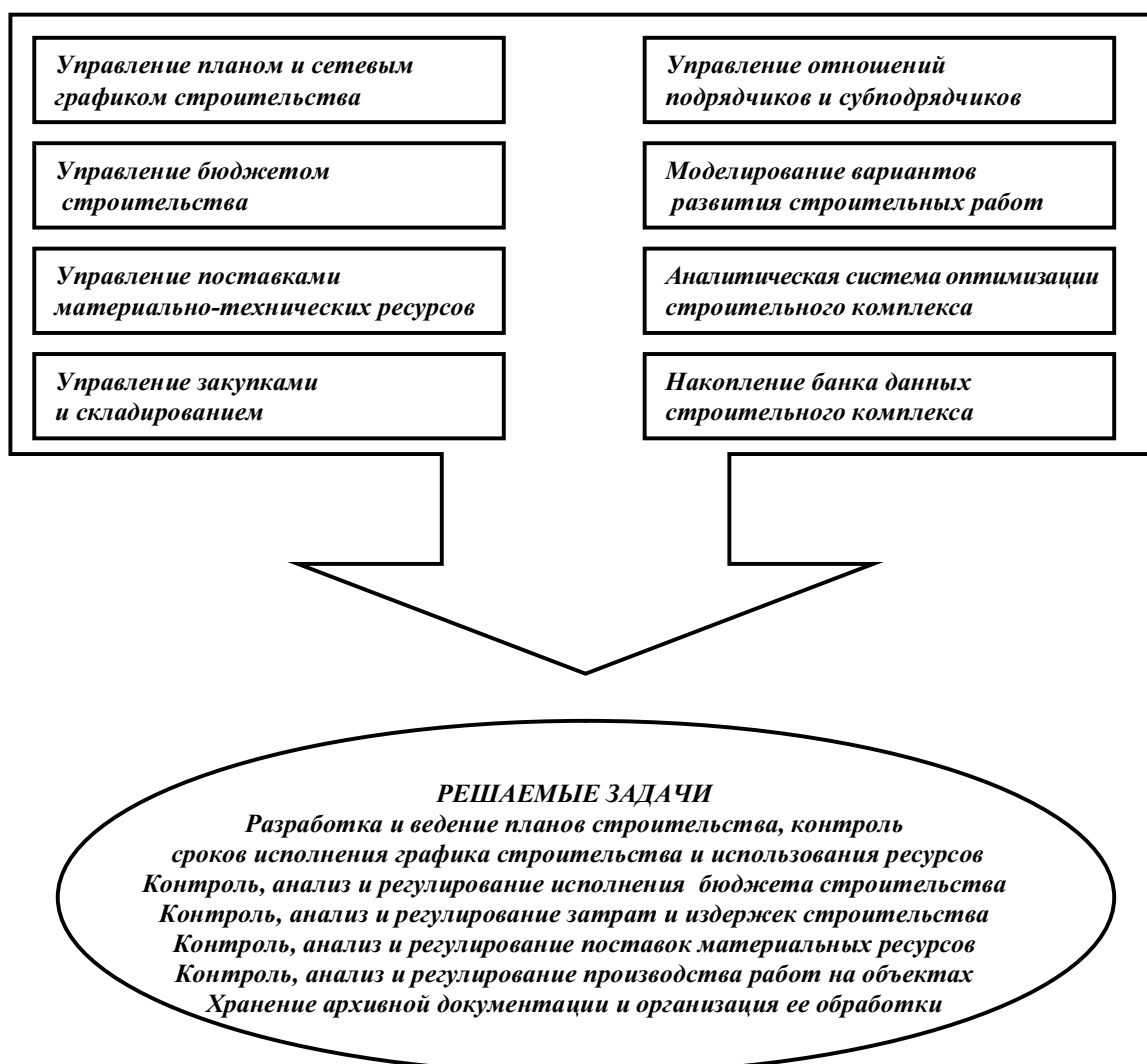 Управление планом и сетевым
графиком строительства
Управление бюджетом
строительства
Управление поставками
материально-технических ресурсов
Управление закупками
и складированием
Управление отношений
подрядчиков и субподрядчиков
Моделирование вариантов
развития строительных работ
Аналитическая система оптимизации
строительного комплекса
Накопление банка данных
строительного комплекса
РЕШАЕМЫЕ ЗАДАЧИ
Разработка и ведение планов строительства, контроль
сроков исполнения графика строительства и использования ресурсов
Контроль, анализ и регулирование исполнения бюджета строительства
Контроль, анализ и регулирование затрат и издержек строительства
Контроль, анализ и регулирование поставок материальных ресурсов
Контроль, анализ и регулирование производства работ на объектах
Хранение архивной документации и организация ее обработки